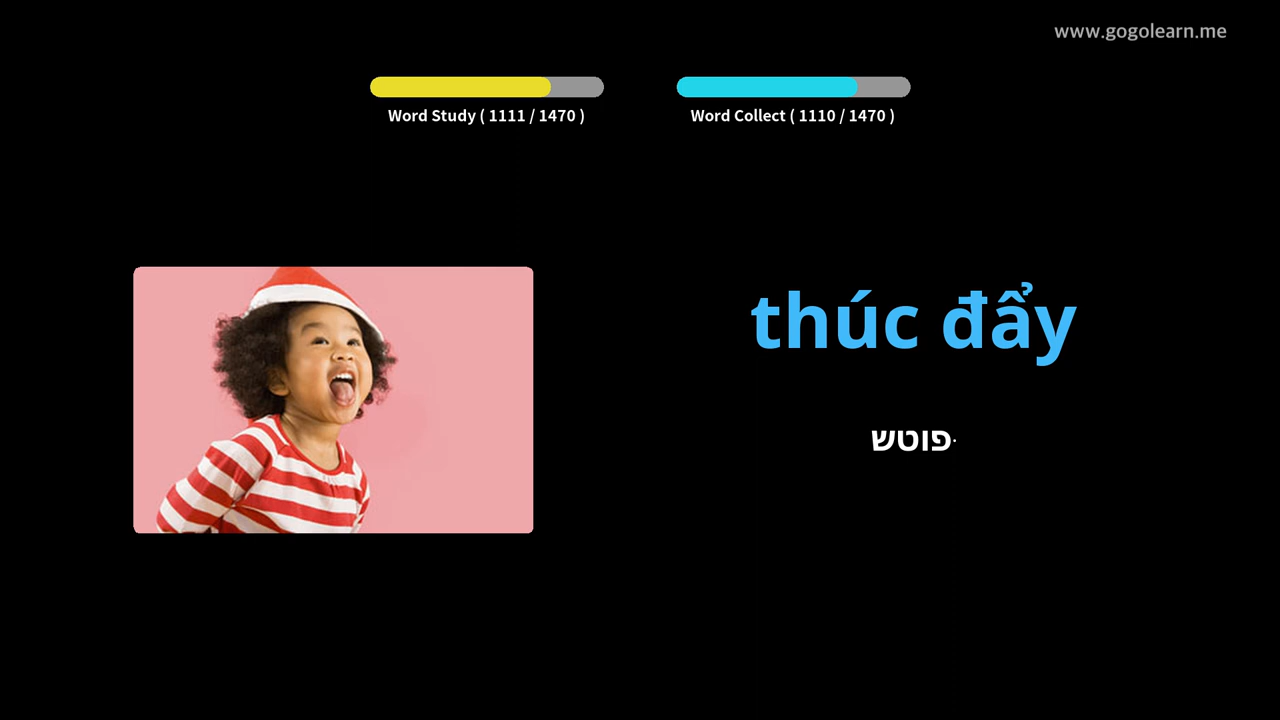 www.gogolearn.me
Word Study ( 1111 / 1470 )
Word Collect ( 1110 / 1470 )
thúc đẩy
·פוטש